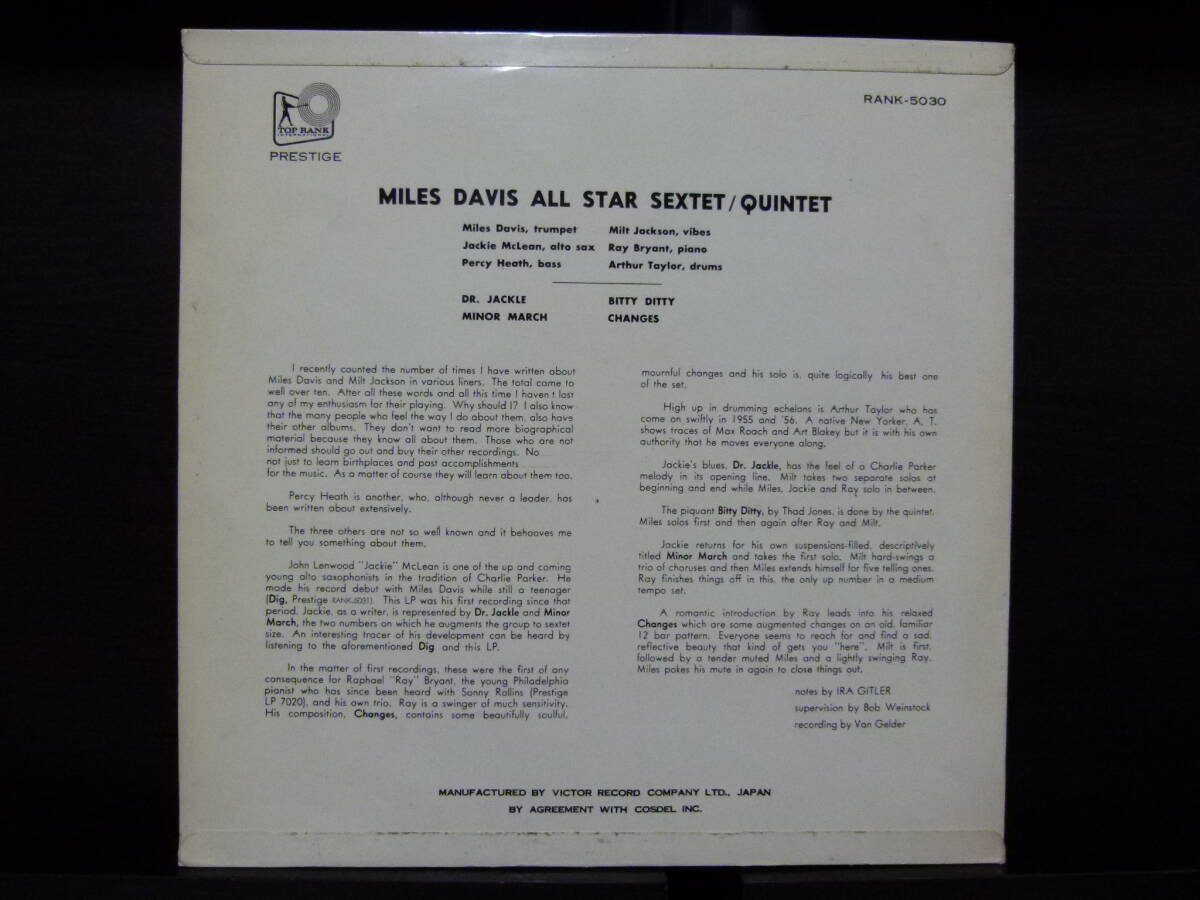 RANK-5030
TOP RANK
INTERNATIONAL
PRESTIGE
MILES DAVIS ALL STAR SEXTET/QUINTET
Miles Davis, trumpet Milt Jackson, vibes
Jackie McLean, alto sax Ray Bryant, piano
Percy Heath, bass Arthur Taylor, drums
DR. JACKLE BITTY DITTY
MINOR MARCH CHANGES
I recently counted the number of times I have written about
Miles Davis and Milt Jackson in various liners. The total came to
well over ten. After all these words and all this time I haven t lost
any of my enthusiasm for their playing. Why should I? I also know
that the many people who feel the way I do about them, also have
their other albums. They don't want to read more biographical
material because they know all about them. Those who are not
informed should go out and buy their other recordings. No
not just to learn birthplaces and past accomplishments
for the music. As a matter of course they will learn about them too.
Percy Heath is another, who, although never a leader, has
been written about extensively.
The three others are not so well known and it behooves me
to tell you something about them.
John Lenwood "Jackie" McLean is one of the up and coming
young alto saxophonists in the tradition of Charlie Parker. He
made his record debut with Miles Davis while still a teenager
(Dig, Prestige RANK-5031). This LP was his first recording since that
period. Jackie, as a writer, is represented by Dr. Jackle and Minor
March, the two numbers on which he augments the group to sextet
size. An interesting tracer of his development can be heard by
listening to the aforementioned Dig and this LP.
In the matter of first recordings, these were the first of any
consequence for Raphael "Ray" Bryant, the young Philadelphia
pianist who has since been heard with Sonny Rollins (Prestige
LP 7020), and his own trio. Ray is a swinger of much sensitivity.
His composition, Changes, contains some beautifully soulful,
mournful changes and his solo is, quite logically his best one
of the set.
High up in drumming echelons is Arthur Taylor who has
come on swiftly in 1955 and '56. A native New Yorker, A. T.
shows traces of Max Roach and Art Blakey but it is with his own
authority that he moves everyone along.
Jackie's blues, Dr. Jackle, has the feel of a Charlie Parker
melody in its opening line. Milt takes two separate solos at
beginning and end while Miles, Jackie and Ray solo in between.
The piquant Bitty Ditty, by Thad Jones, is done by the quintet.
Miles solos first and then again after Ray and Milt.
Jackie returns for his own suspensions-filled, descriptively
titled Minor March and takes the first solo. Milt hard-swings a
trio of choruses and then Miles extends himself for five telling ones.
Ray finishes things off in this, the only up number in a medium
tempo set.
A romantic introduction by Ray leads into his relaxed
Changes which are some augmented changes on an old, familiar
12 bar pattern. Everyone seems to reach for and find a sad,
reflective beauty that kind of gets you "here". Milt is first,
followed by a tender muted Miles and a lightly swinging Ray.
Miles pokes his mute in again to close things out.
notes by IRA GITLER
supervision by Bob Weinstock
recording by Van Gelder
MANUFACTURED BY VICTOR RECORD COMPANY LTD., JAPAN
BY AGREEMENT WITH COSDEL INC.